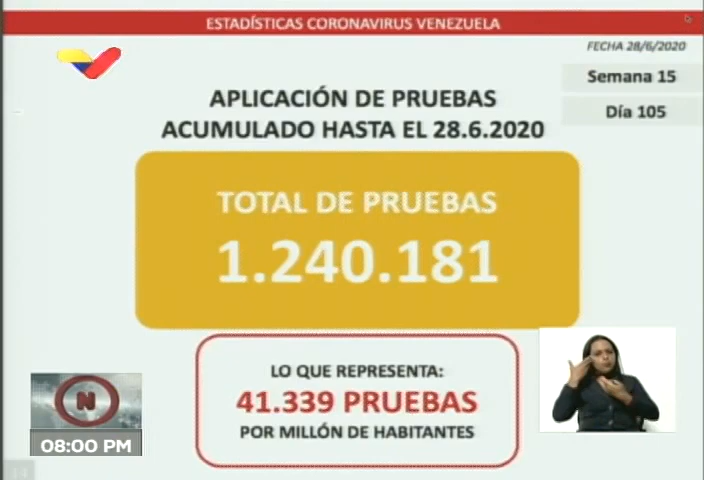 ESTADÍSTICAS CORONAVIRUS VENEZUELA
FECHA 28/6/2020
Semana 15
Día 105
APLICACIÓN DE PRUEBAS
ACUMULADO HASTA EL 28.6.2020
TOTAL DE PRUEBAS
1.240.181
LO QUE REPRESENTA:
41.339 PRUEBAS
POR MILLÓN DE HABITANTES
N
08:00 PM